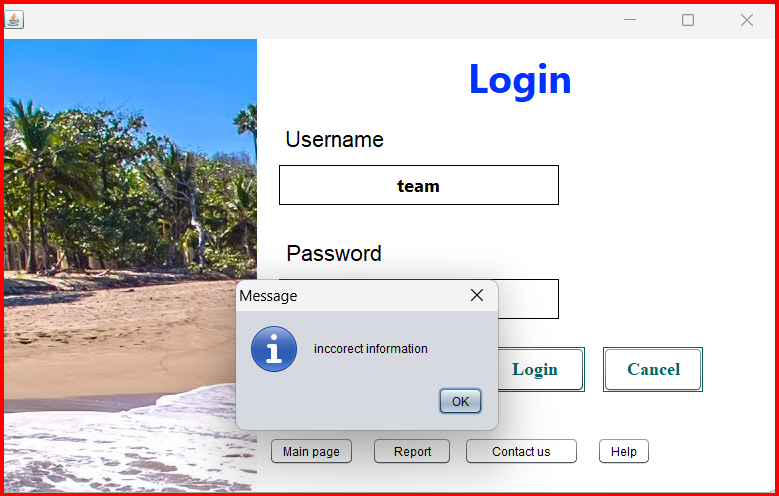 Login
Username
team
Password
Message
inccorect information
OK
Login
Cancel
Main page
Report
Contact us
Help